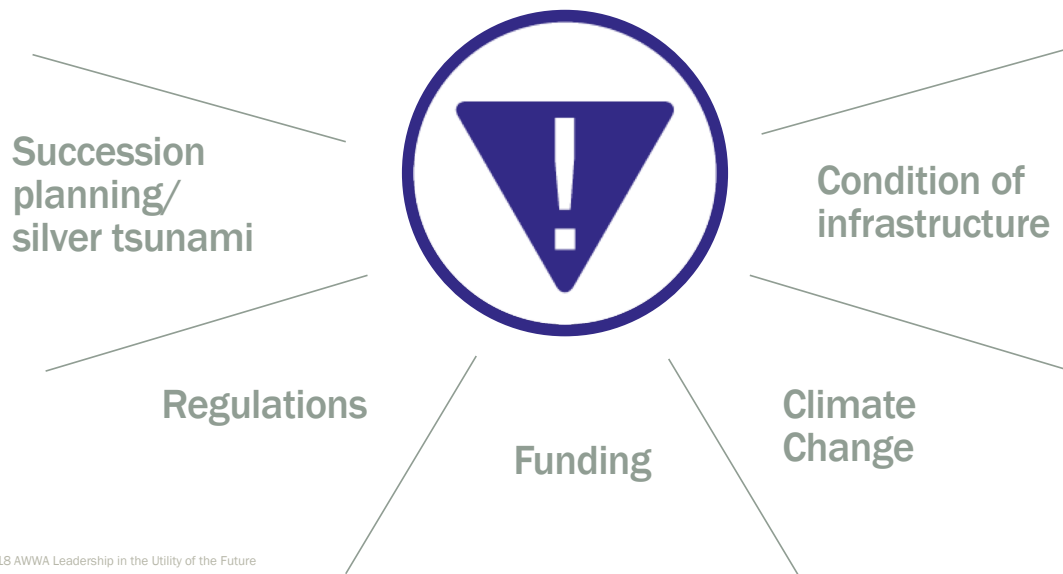 !
Succession
planning/
silver tsunami
Condition of
infrastructure
Regulations
Funding
Climate
Change
18 AWWA Leadership in the Utility of the Future